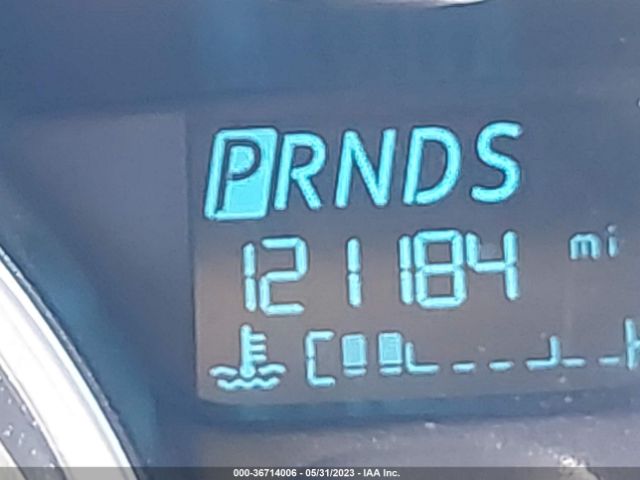 PRNDS
121184 mi
C H
000-36714006 - 05/31/2023 - IAA Inc.